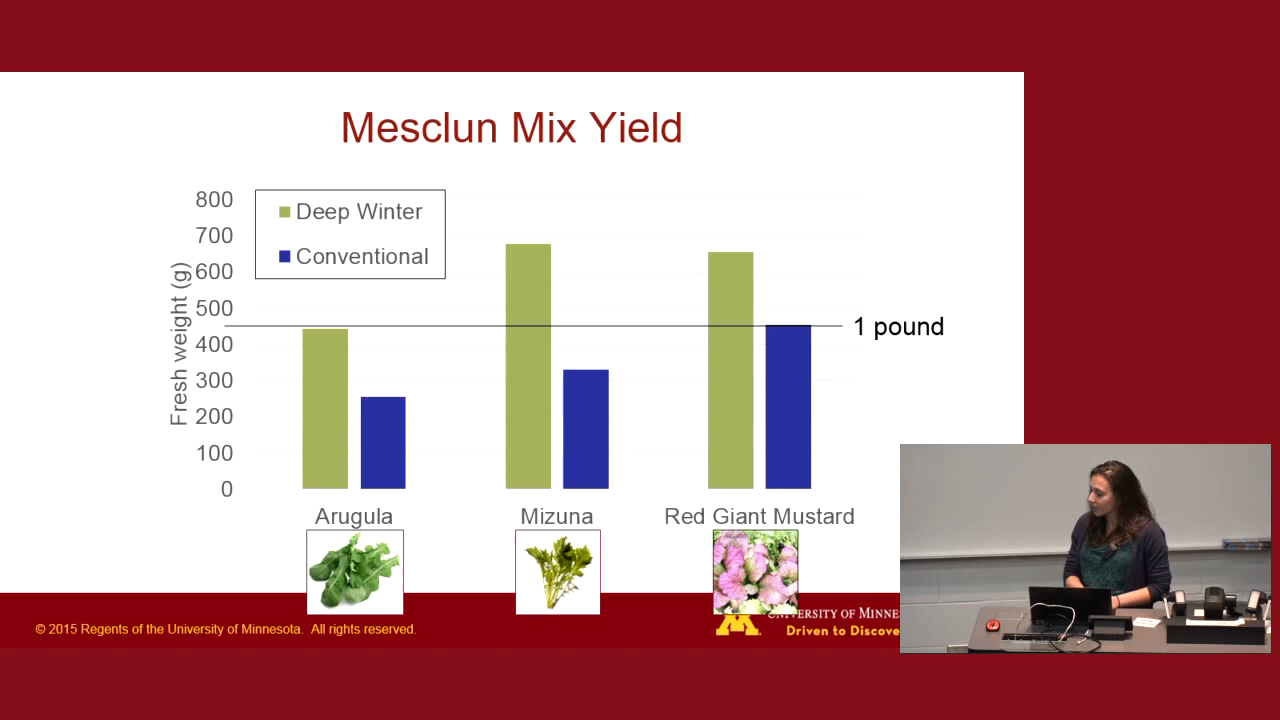 Mesclun Mix Yield
Fresh weight (g)
800
700
600
500
400
300
200
100
0
Deep Winter
Conventional
1 pound
Arugula
Mizuna
Red Giant Mustard
© 2015 Regents of the University of Minnesota. All rights reserved.
M
UNIVERSITY OF MINNE
Driven to Discove